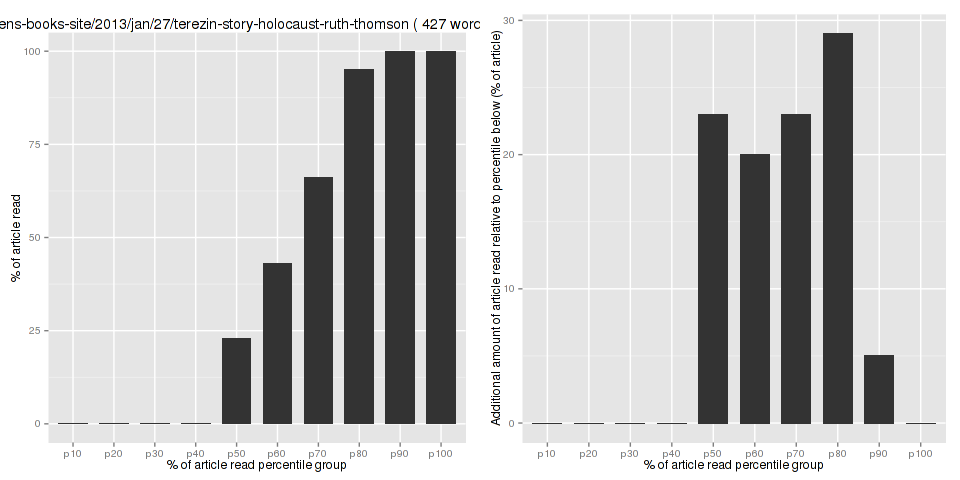 ens-books-site/2013/jan/27/terezin-story-holocaust-ruth-thomson ( 427 worc
100
75
50
25
0
% of article read
p10 p20 p30 p40 p50 p60 p70 p80 p90 p100
% of article read percentile group
30
20
10
0
Additional amount of article read relative to percentile below (% of article)
p10 p20 p30 p40 p50 p60 p70 p80 p90 p100
% of article read percentile group